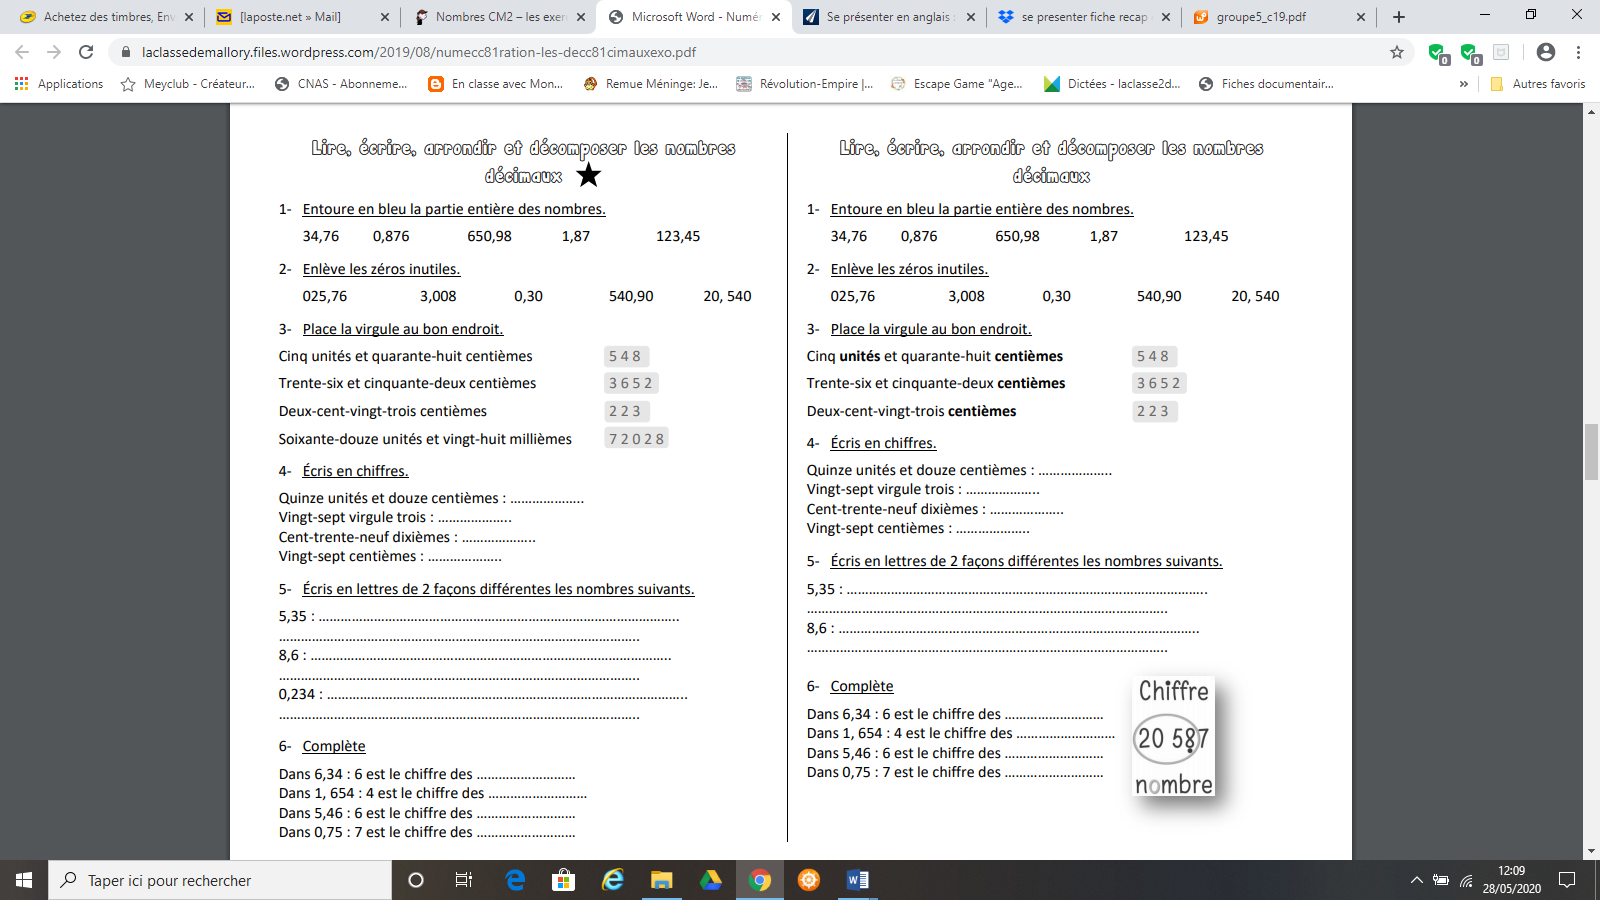 Achetez des timbres, Env
[laposte.net » Mail]
Nombres CM2 – les exer
Microsoft Word - Numér
Se présenter en anglais :
se presenter fiche recap
groupe5_c19.pdf
laclassedemallory.files.wordpress.com/2019/08/numecc81ration-les-decc81cimauxexo.pdf
Applications
Meyclub - Créateur...
CNAS - Abonneme...
En classe avec Mon...
Remue Méninge: Je...
Révolution-Empire |...
Escape Game "Age...
Dictées - laclasse2d...
Fiches documentair...
»
Autres favoris
Lire, écrire, arrondir et décomposer les nombres
décimaux
1- Entoure en bleu la partie entière des nombres.
34,76 0,876 650,98 1,87 123,45
2- Enlève les zéros inutiles.
025,76 3,008 0,30 540,90 20, 540
3- Place la virgule au bon endroit.
Cinq unités et quarante-huit centièmes 5 4 8
Trente-six et cinquante-deux centièmes 3 6 5 2
Deux-cent-vingt-trois centièmes 2 2 3
Soixante-douze unités et vingt-huit millièmes 7 2 0 2 8
4- Écris en chiffres.
Quinze unités et douze centièmes : ………………..
Vingt-sept virgule trois : ………………..
Cent-trente-neuf dixièmes : ………………..
Vingt-sept centièmes : ………………..
5- Écris en lettres de 2 façons différentes les nombres suivants.
5,35 : ……………………………………………………………………………………..
……………………………………………………………………………………..
8,6 : ……………………………………………………………………………………..
……………………………………………………………………………………..
0,234 : ……………………………………………………………………………………..
……………………………………………………………………………………..
6- Complète
Dans 6,34 : 6 est le chiffre des ………………………
Dans 1, 654 : 4 est le chiffre des ………………………
Dans 5,46 : 6 est le chiffre des ………………………
Dans 0,75 : 7 est le chiffre des ………………………
Lire, écrire, arrondir et décomposer les nombres
décimaux
1- Entoure en bleu la partie entière des nombres.
34,76 0,876 650,98 1,87 123,45
2- Enlève les zéros inutiles.
025,76 3,008 0,30 540,90 20, 540
3- Place la virgule au bon endroit.
Cinq unités et quarante-huit centièmes 5 4 8
Trente-six et cinquante-deux centièmes 3 6 5 2
Deux-cent-vingt-trois centièmes 2 2 3
4- Écris en chiffres.
Quinze unités et douze centièmes : ………………..
Vingt-sept virgule trois : ………………..
Cent-trente-neuf dixièmes : ………………..
Vingt-sept centièmes : ………………..
5- Écris en lettres de 2 façons différentes les nombres suivants.
5,35 : ……………………………………………………………………………………..
……………………………………………………………………………………..
8,6 : ……………………………………………………………………………………..
……………………………………………………………………………………..
6- Complète
Dans 6,34 : 6 est le chiffre des ………………………
Dans 1, 654 : 4 est le chiffre des ………………………
Dans 5,46 : 6 est le chiffre des ………………………
Dans 0,75 : 7 est le chiffre des ………………………
Chiffre
20 587
nombre
Taper ici pour rechercher
12:09
28/05/2020